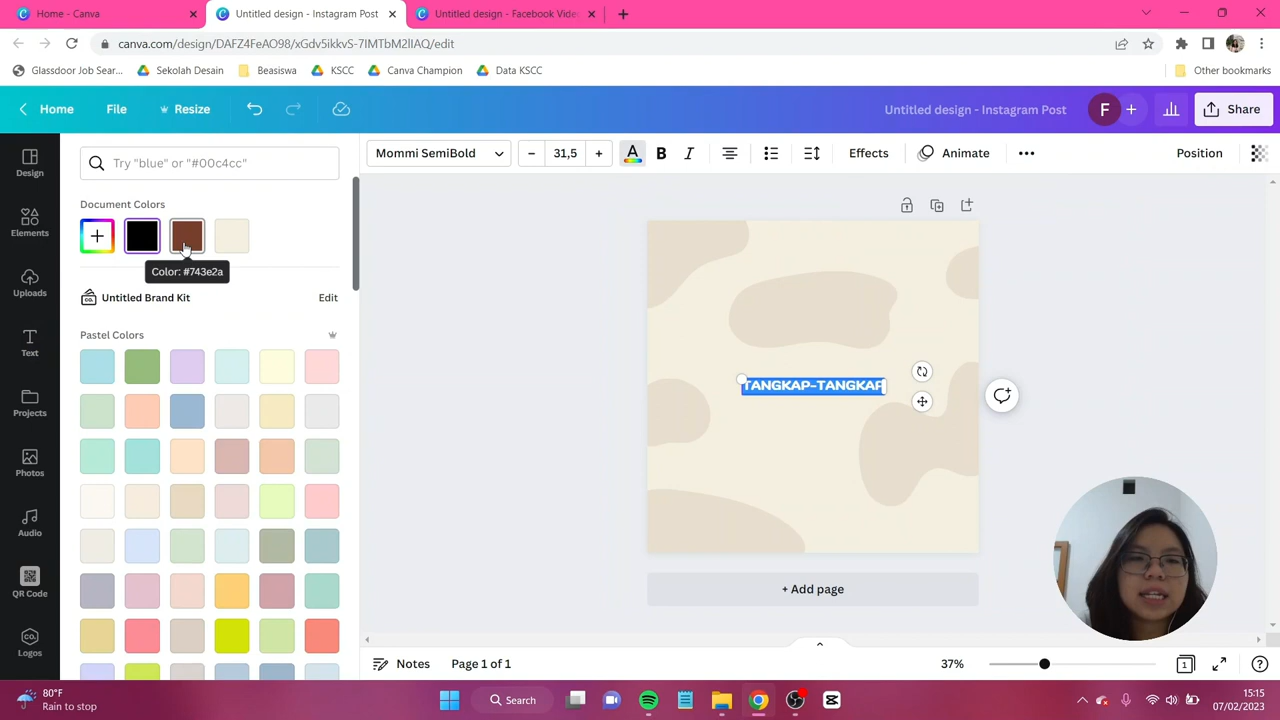 Home - Canva
Untitled design - Instagram Post
Untitled design - Facebook Vide
canva.com/design/DAFZ4FeAO98/xGdv5ikkvS-7IMTbM2lIAQ/edit
Glassdoor Job Sear...
Sekolah Desain
Beasiswa
KSCC
Canva Champion
Data KSCC
Other bookmarks
Home
File
Resize
Untitled design - Instagram Post
F
Share
Design
Elements
Uploads
Text
Projects
Photos
Audio
QR Code
Logos
Try "blue" or "#00c4cc"
Document Colors
Color: #743e2a
Untitled Brand Kit
Edit
Pastel Colors
Mommi SemiBold
31,5
A
B
I
Effects
Animate
Position
TANGKAP-TANGKAP
+ Add page
Notes
Page 1 of 1
37%
1
80°F
Rain to stop
Search
15:15
07/02/2023